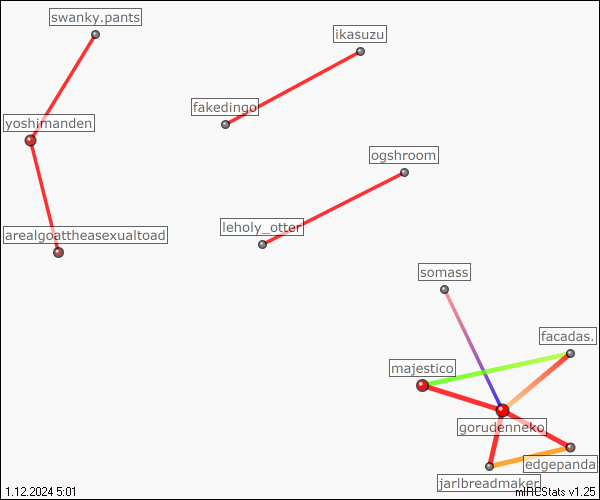 swanky.pants
ikasuzu
fakedingo
yoshimanden
ogshroom
leholy_otter
arealgoattheasexualtoad
somass
facadas.
majestico
gorudenneko
edgepanda
jarlbreadmaker
1.12.2024 5:01
mIRCStats v1.25